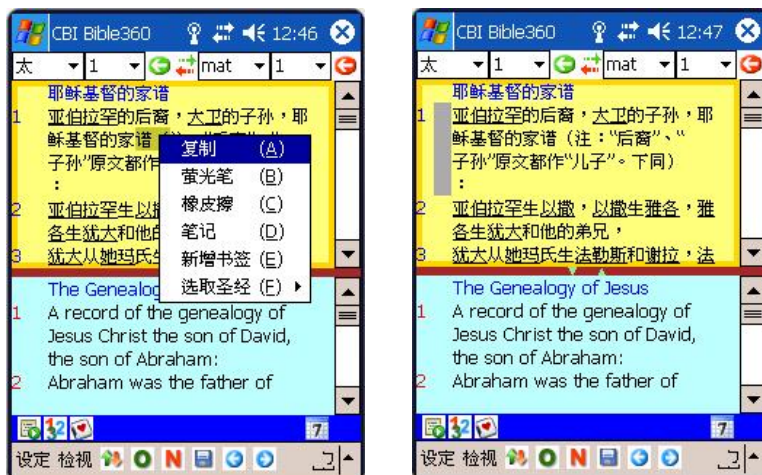 CBI Bible360 12:46
太 1 mat 1
耶稣基督的家谱
1 亚伯拉罕的后裔，大卫的子孙，耶
稣基督的家谱
子孙”原文都作
：
2 亚伯拉罕生以撒
各生犹大和他的
3 犹大从她玛氏生
复制 (A)
萤光笔 (B)
橡皮擦 (C)
笔记 (D)
新增书签 (E)
选取圣经 (F)
The Genealog
1 A record of the genealogy of
Jesus Christ the son of David,
the son of Abraham:
2 Abraham was the father of
7
设定 检视 O N
CBI Bible360 12:47
太 1 mat 1
耶稣基督的家谱
1 亚伯拉罕的后裔，大卫的子孙，耶
稣基督的家谱（注：“后裔”、“
子孙”原文都作“儿子”。下同）
：
2 亚伯拉罕生以撒，以撒生雅各，雅
各生犹大和他的弟兄，
3 犹大从她玛氏生法勒斯和谢拉，法
The Genealogy of Jesus
1 A record of the genealogy of
Jesus Christ the son of David,
the son of Abraham:
2 Abraham was the father of
7
设定 检视 O N